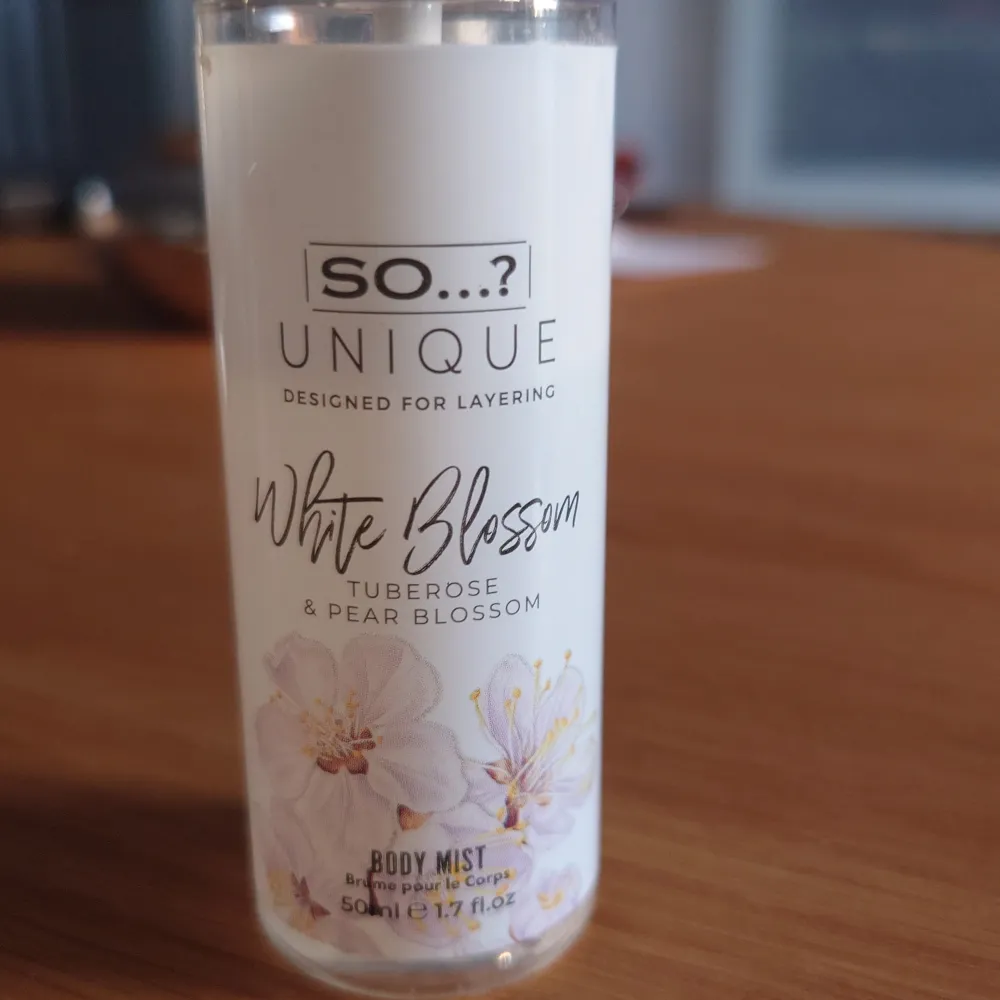 SO...?
UNIQUE
DESIGNED FOR LAYERING
White Blossom
TUBEROSE
& PEAR BLOSSOM
BODY MIST
Brume pour le Corps
50ml e 1.7 fl.oz